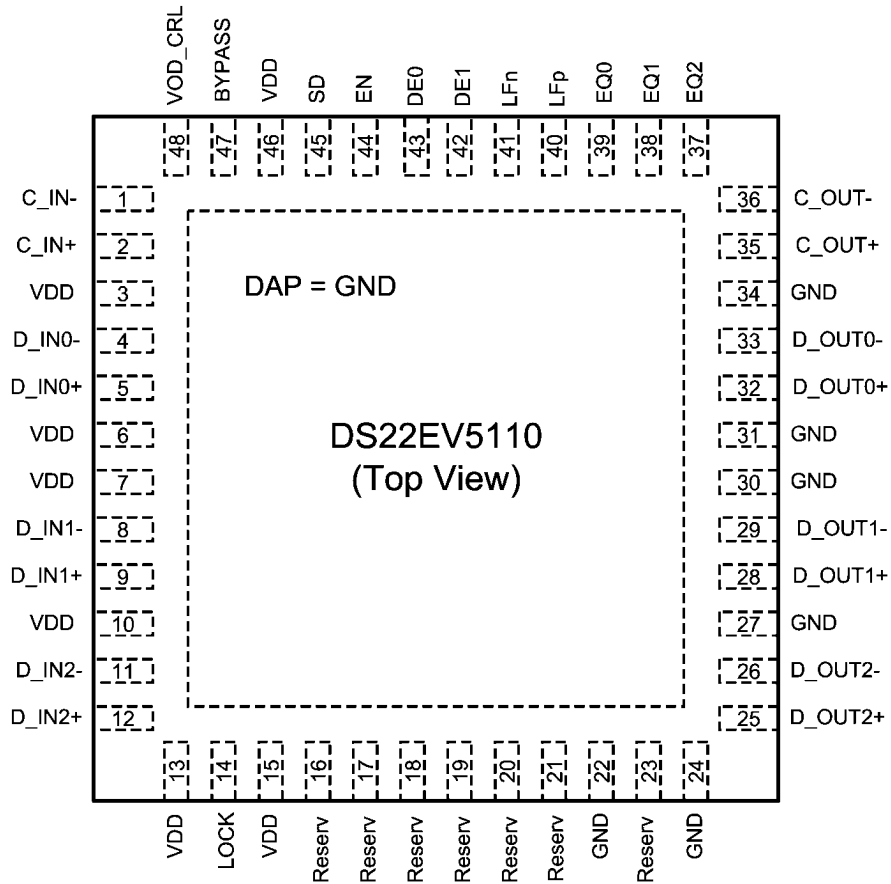 VOD_CRL
BYPASS
VDD
SD
EN
DE0
DE1
LFn
LFp
EQ0
EQ1
EQ2
48
47
46
45
44
43
42
41
40
39
38
37
C_IN- 1
C_IN+ 2
VDD 3
D_IN0- 4
D_IN0+ 5
VDD 6
VDD 7
D_IN1- 8
D_IN1+ 9
VDD 10
D_IN2- 11
D_IN2+ 12
DAP = GND
DS22EV5110
(Top View)
36 C_OUT-
35 C_OUT+
34 GND
33 D_OUT0-
32 D_OUT0+
31 GND
30 GND
29 D_OUT1-
28 D_OUT1+
27 GND
26 D_OUT2-
25 D_OUT2+
13
14
15
16
17
18
19
20
21
22
23
24
VDD
LOCK
VDD
Reserv
Reserv
Reserv
Reserv
Reserv
Reserv
GND
Reserv
GND